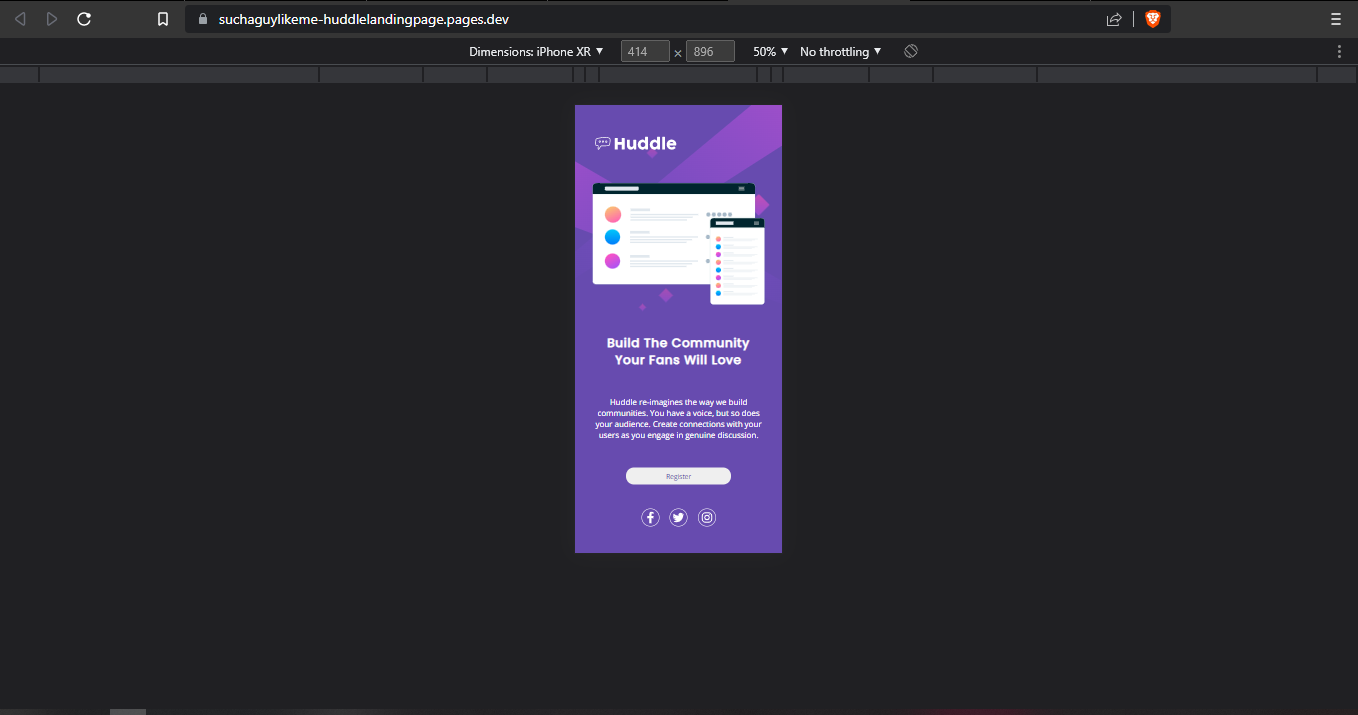 suchaguylikeme-huddlelandingpage.pages.dev
Dimensions: iPhone XR ▼ 414 × 896 50% ▼ No throttling ▼
Huddle
Build The Community
Your Fans Will Love
Huddle re-imagines the way we build
communities. You have a voice, but so does
your audience. Create connections with your
users as you engage in genuine discussion.
Register